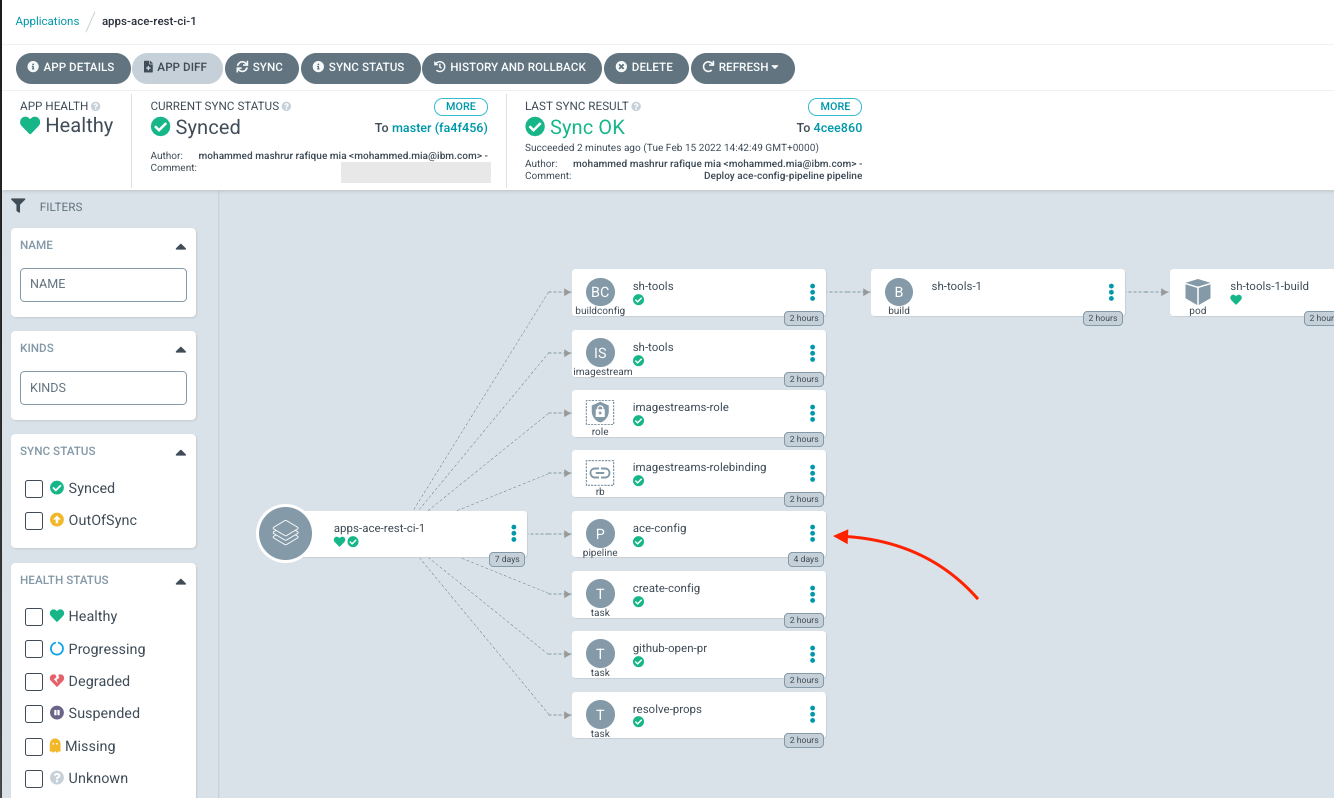 Applications / apps-ace-rest-ci-1
APP DETAILS APP DIFF SYNC SYNC STATUS HISTORY AND ROLLBACK DELETE REFRESH
APP HEALTH ?
Healthy
CURRENT SYNC STATUS ? MORE
Synced To master (fa4f456)
Author: mohammed mashrur rafique mia <mohammed.mia@ibm.com> -
Comment:
LAST SYNC RESULT ? MORE
Sync OK To 4cee860
Succeeded 2 minutes ago (Tue Feb 15 2022 14:42:49 GMT+0000)
Author: mohammed mashrur rafique mia <mohammed.mia@ibm.com> -
Comment: Deploy ace-config-pipeline pipeline
FILTERS
NAME
NAME
KINDS
KINDS
SYNC STATUS
Synced
OutOfSync
HEALTH STATUS
Healthy
Progressing
Degraded
Suspended
Missing
? Unknown
apps-ace-rest-ci-1
7 days
BC
buildconfig
sh-tools
2 hours
B
build
sh-tools-1
2 hours
pod
sh-tools-1-build
2 hour
IS
imagestream
sh-tools
2 hours
role
imagestreams-role
2 hours
rb
imagestreams-rolebinding
2 hours
P
pipeline
ace-config
4 days
T
task
create-config
2 hours
T
task
github-open-pr
2 hours
T
task
resolve-props
2 hours